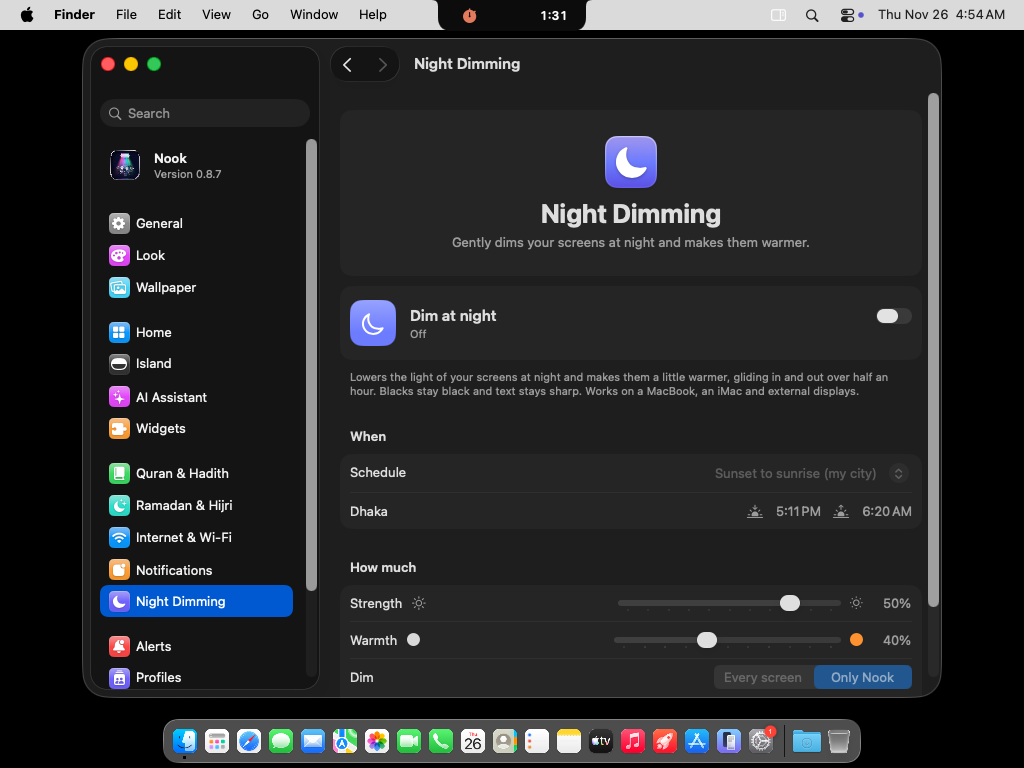 Finder File Edit View Go Window Help 1:31 Thu Nov 26 4:54 AM
Night Dimming
Search
Nook
Version 0.8.7
General
Look
Wallpaper
Home
Island
AI Assistant
Widgets
Quran & Hadith
Ramadan & Hijri
Internet & Wi-Fi
Notifications
Night Dimming
Alerts
Profiles
Night Dimming
Gently dims your screens at night and makes them warmer.
Dim at night
Off
Lowers the light of your screens at night and makes them a little warmer, gliding in and out over half an
hour. Blacks stay black and text stays sharp. Works on a MacBook, an iMac and external displays.
When
Schedule Sunset to sunrise (my city)
Dhaka 5:11 PM 6:20 AM
How much
Strength 50%
Warmth 40%
Dim Every screen Only Nook
Thu
26
tv
1